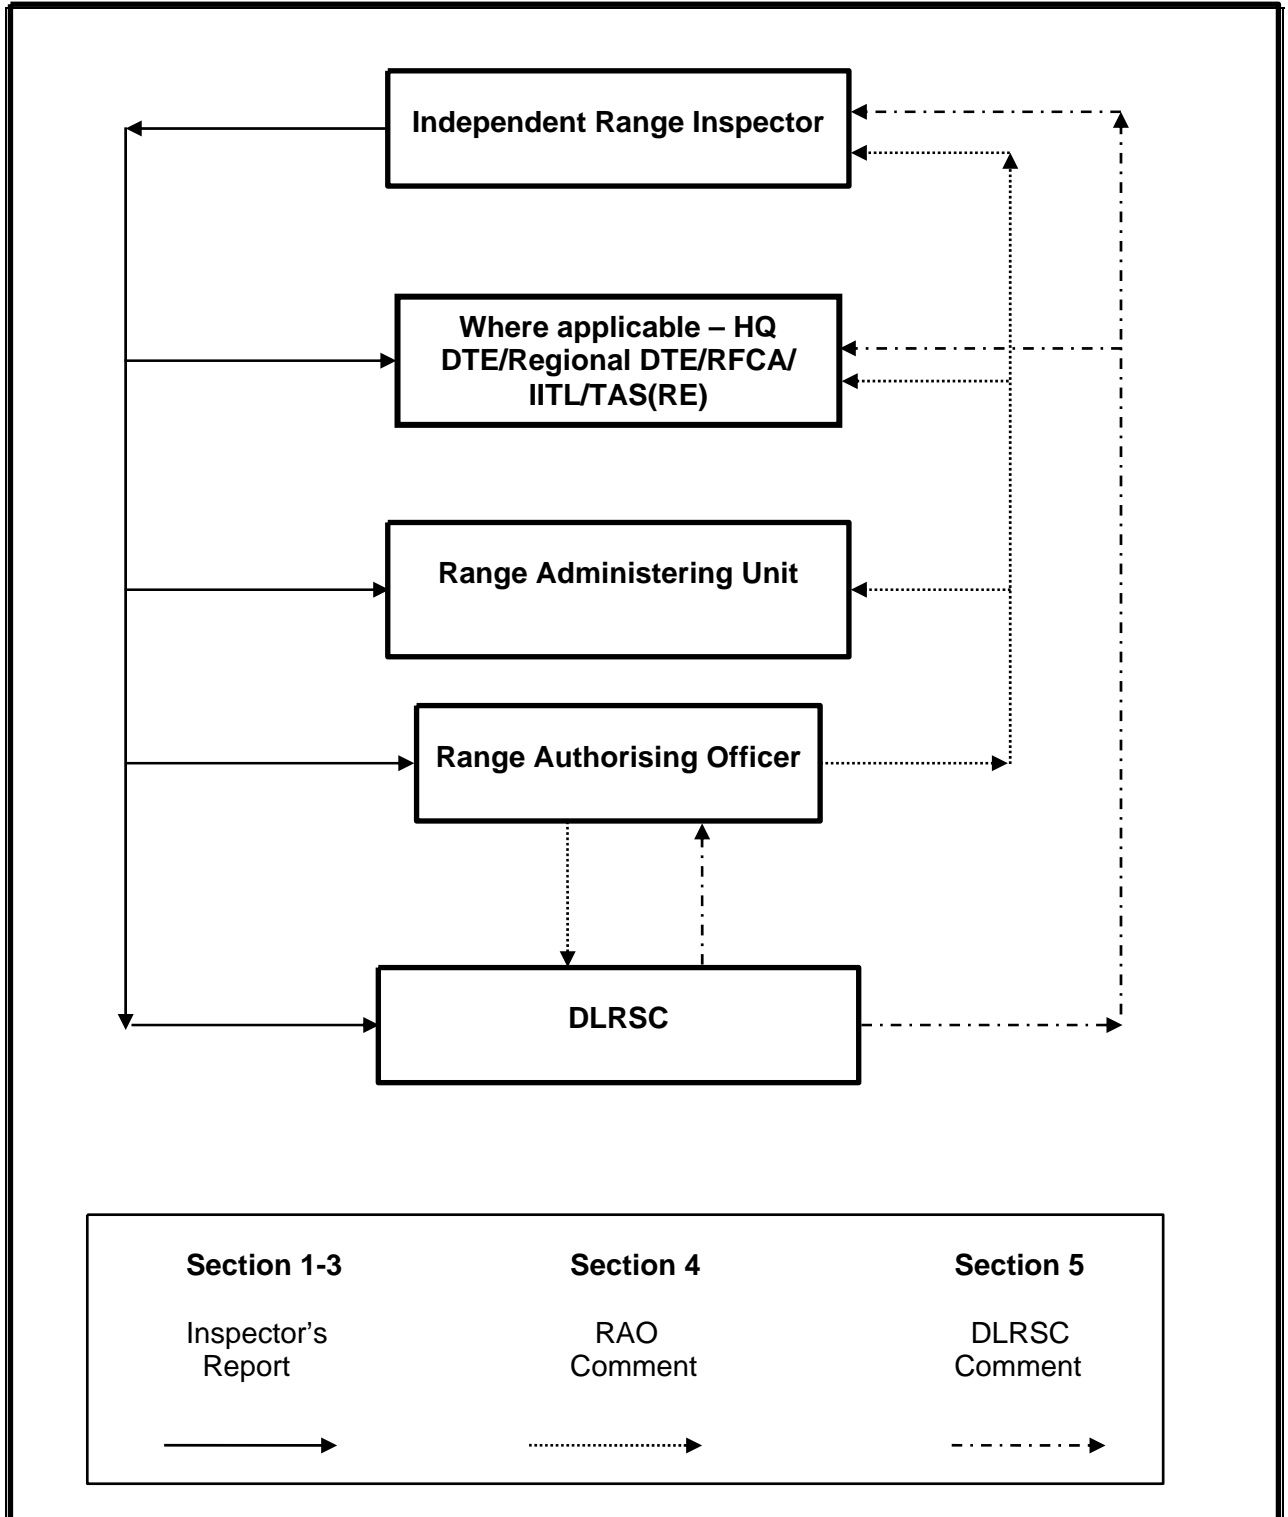 Independent Range Inspector
Where applicable – HQ
DTE/Regional DTE/RFCA/
IITL/TAS(RE)
Range Administering Unit
Range Authorising Officer
DLRSC
Section 1-3
Inspector’s
Report
Section 4
RAO
Comment
Section 5
DLRSC
Comment